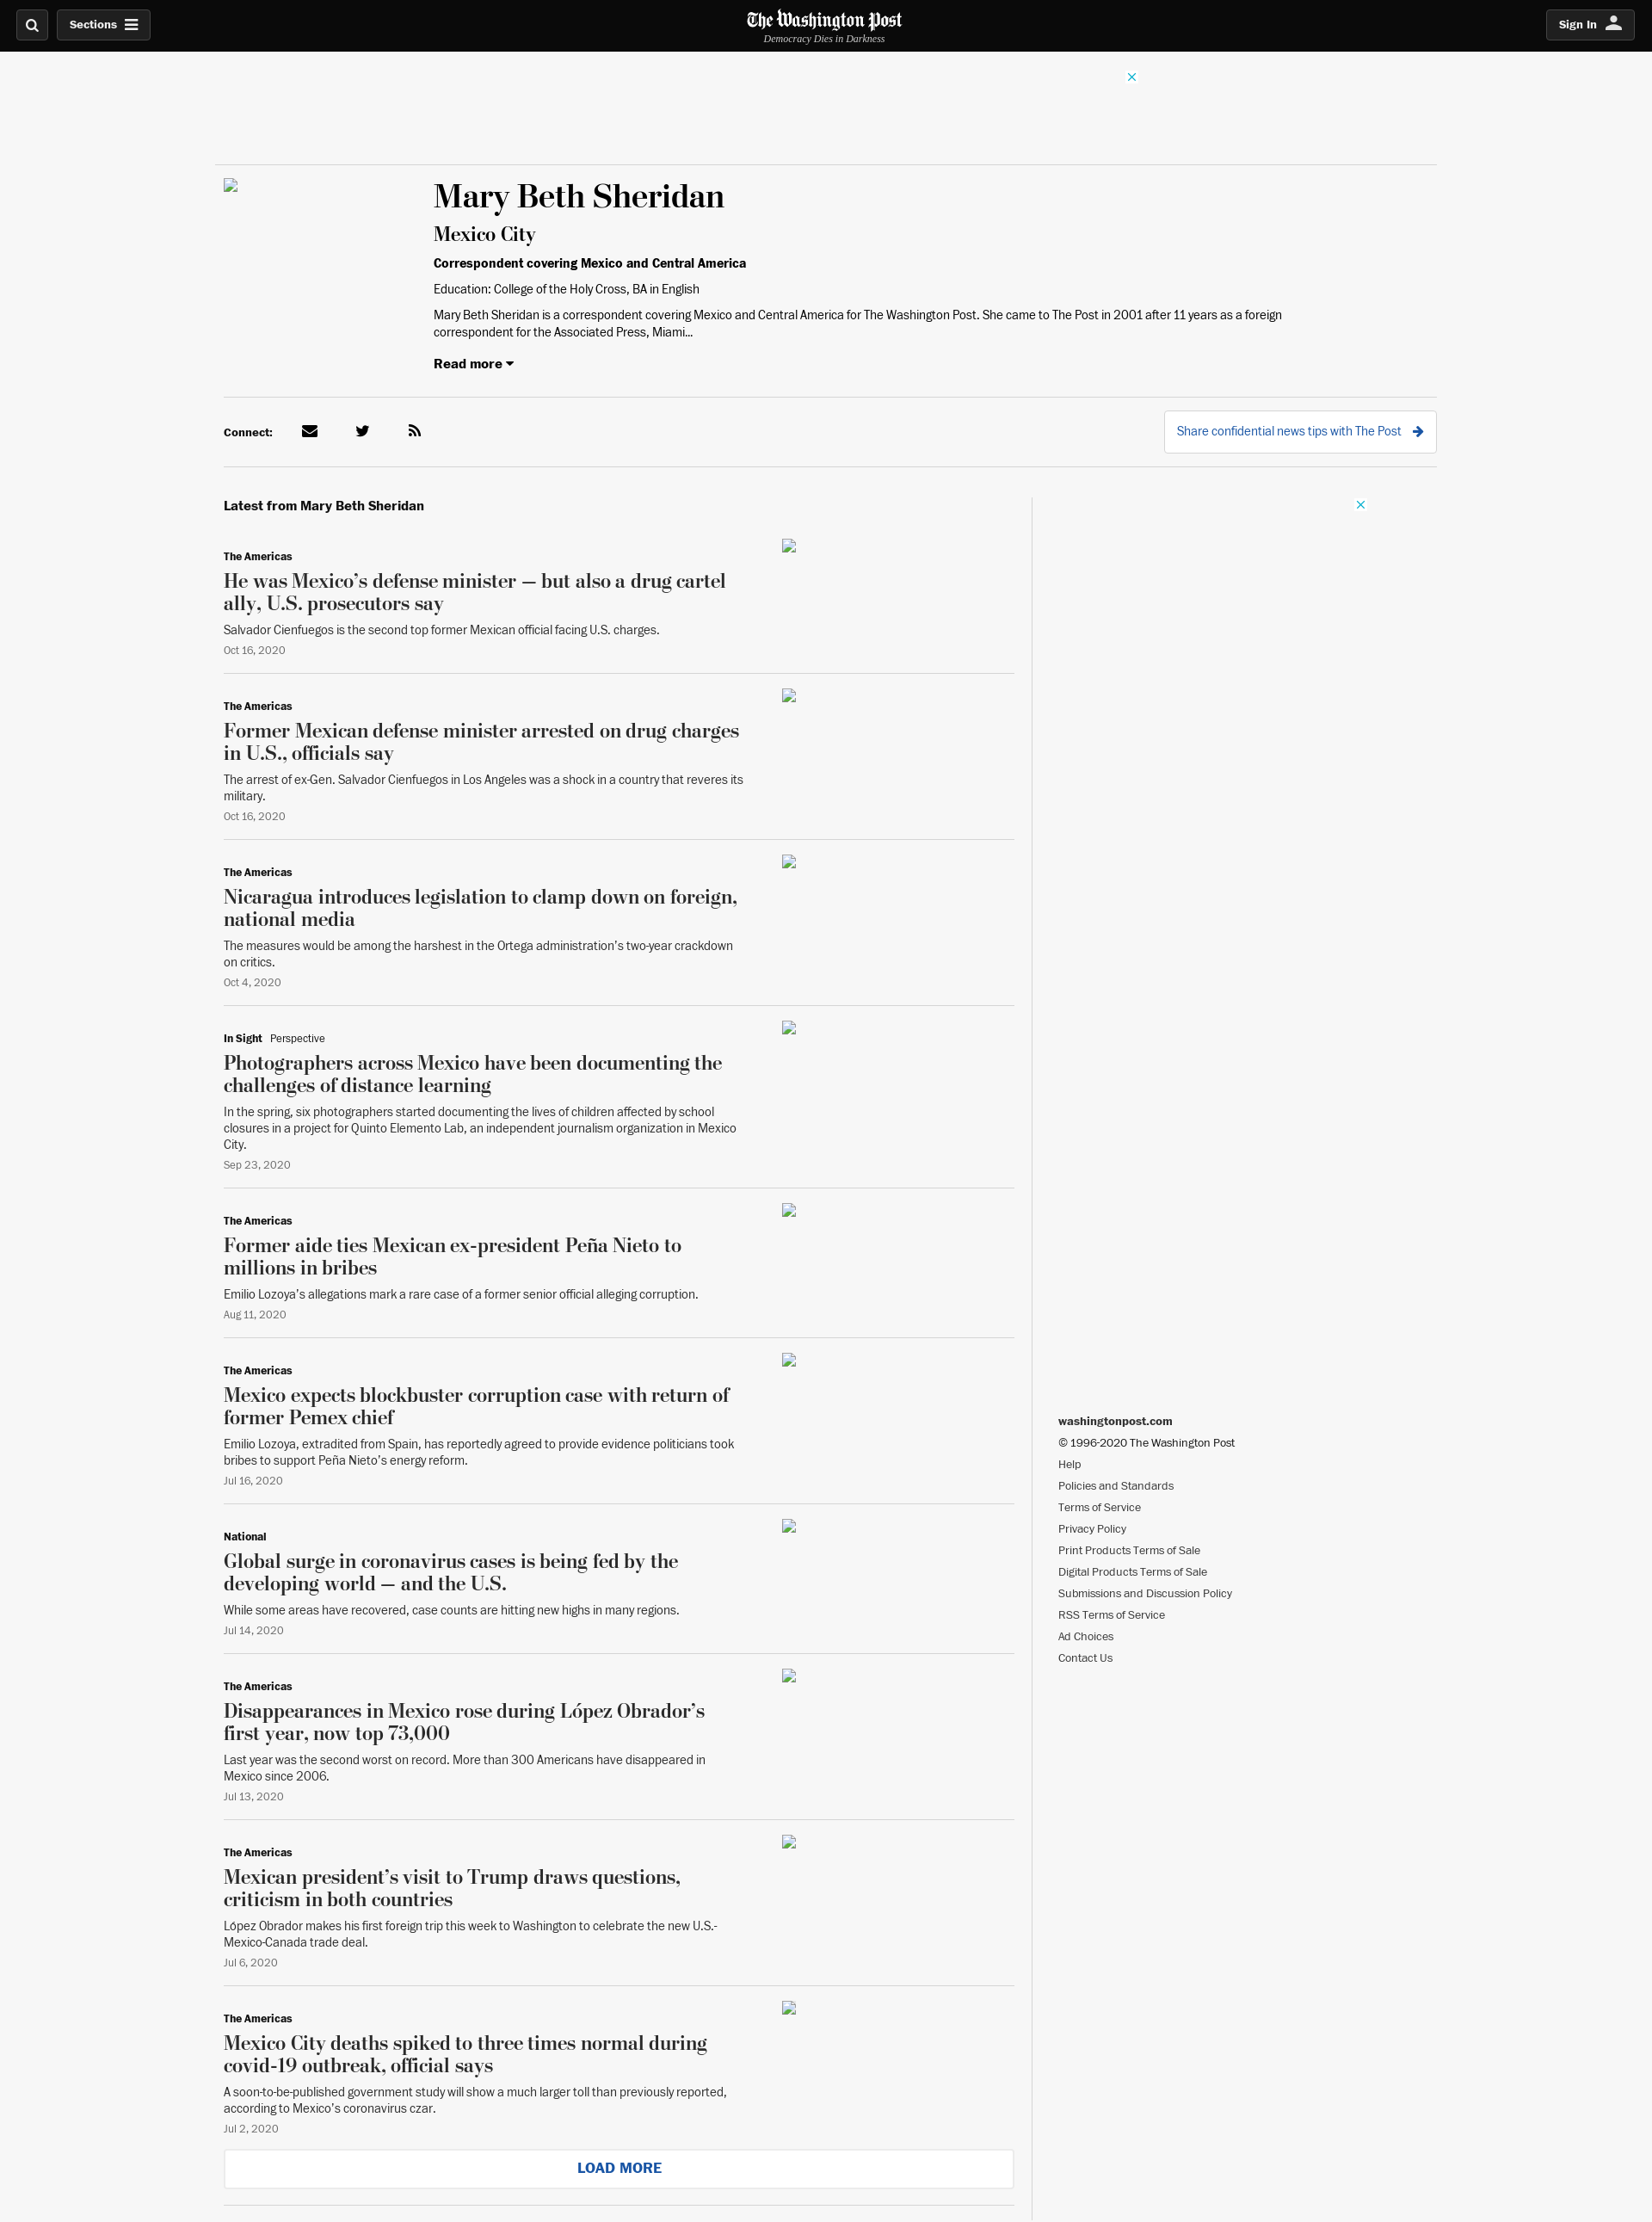 Sections
The Washington Post
Democracy Dies in Darkness
Sign In
Mary Beth Sheridan
Mexico City
Correspondent covering Mexico and Central America
Education: College of the Holy Cross, BA in English
Mary Beth Sheridan is a correspondent covering Mexico and Central America for The Washington Post. She came to The Post in 2001 after 11 years as a foreign
correspondent for the Associated Press, Miami...
Read more
Connect:
Share confidential news tips with The Post
Latest from Mary Beth Sheridan
The Americas
He was Mexico’s defense minister — but also a drug cartel
ally, U.S. prosecutors say
Salvador Cienfuegos is the second top former Mexican official facing U.S. charges.
Oct 16, 2020
The Americas
Former Mexican defense minister arrested on drug charges
in U.S., officials say
The arrest of ex-Gen. Salvador Cienfuegos in Los Angeles was a shock in a country that reveres its
military.
Oct 16, 2020
The Americas
Nicaragua introduces legislation to clamp down on foreign,
national media
The measures would be among the harshest in the Ortega administration’s two-year crackdown
on critics.
Oct 4, 2020
In Sight Perspective
Photographers across Mexico have been documenting the
challenges of distance learning
In the spring, six photographers started documenting the lives of children affected by school
closures in a project for Quinto Elemento Lab, an independent journalism organization in Mexico
City.
Sep 23, 2020
The Americas
Former aide ties Mexican ex-president Peña Nieto to
millions in bribes
Emilio Lozoya’s allegations mark a rare case of a former senior official alleging corruption.
Aug 11, 2020
The Americas
Mexico expects blockbuster corruption case with return of
former Pemex chief
Emilio Lozoya, extradited from Spain, has reportedly agreed to provide evidence politicians took
bribes to support Peña Nieto’s energy reform.
Jul 16, 2020
National
Global surge in coronavirus cases is being fed by the
developing world — and the U.S.
While some areas have recovered, case counts are hitting new highs in many regions.
Jul 14, 2020
The Americas
Disappearances in Mexico rose during López Obrador’s
first year, now top 73,000
Last year was the second worst on record. More than 300 Americans have disappeared in
Mexico since 2006.
Jul 13, 2020
The Americas
Mexican president’s visit to Trump draws questions,
criticism in both countries
López Obrador makes his first foreign trip this week to Washington to celebrate the new U.S.-
Mexico-Canada trade deal.
Jul 6, 2020
The Americas
Mexico City deaths spiked to three times normal during
covid-19 outbreak, official says
A soon-to-be-published government study will show a much larger toll than previously reported,
according to Mexico’s coronavirus czar.
Jul 2, 2020
LOAD MORE
washingtonpost.com
© 1996-2020 The Washington Post
Help
Policies and Standards
Terms of Service
Privacy Policy
Print Products Terms of Sale
Digital Products Terms of Sale
Submissions and Discussion Policy
RSS Terms of Service
Ad Choices
Contact Us